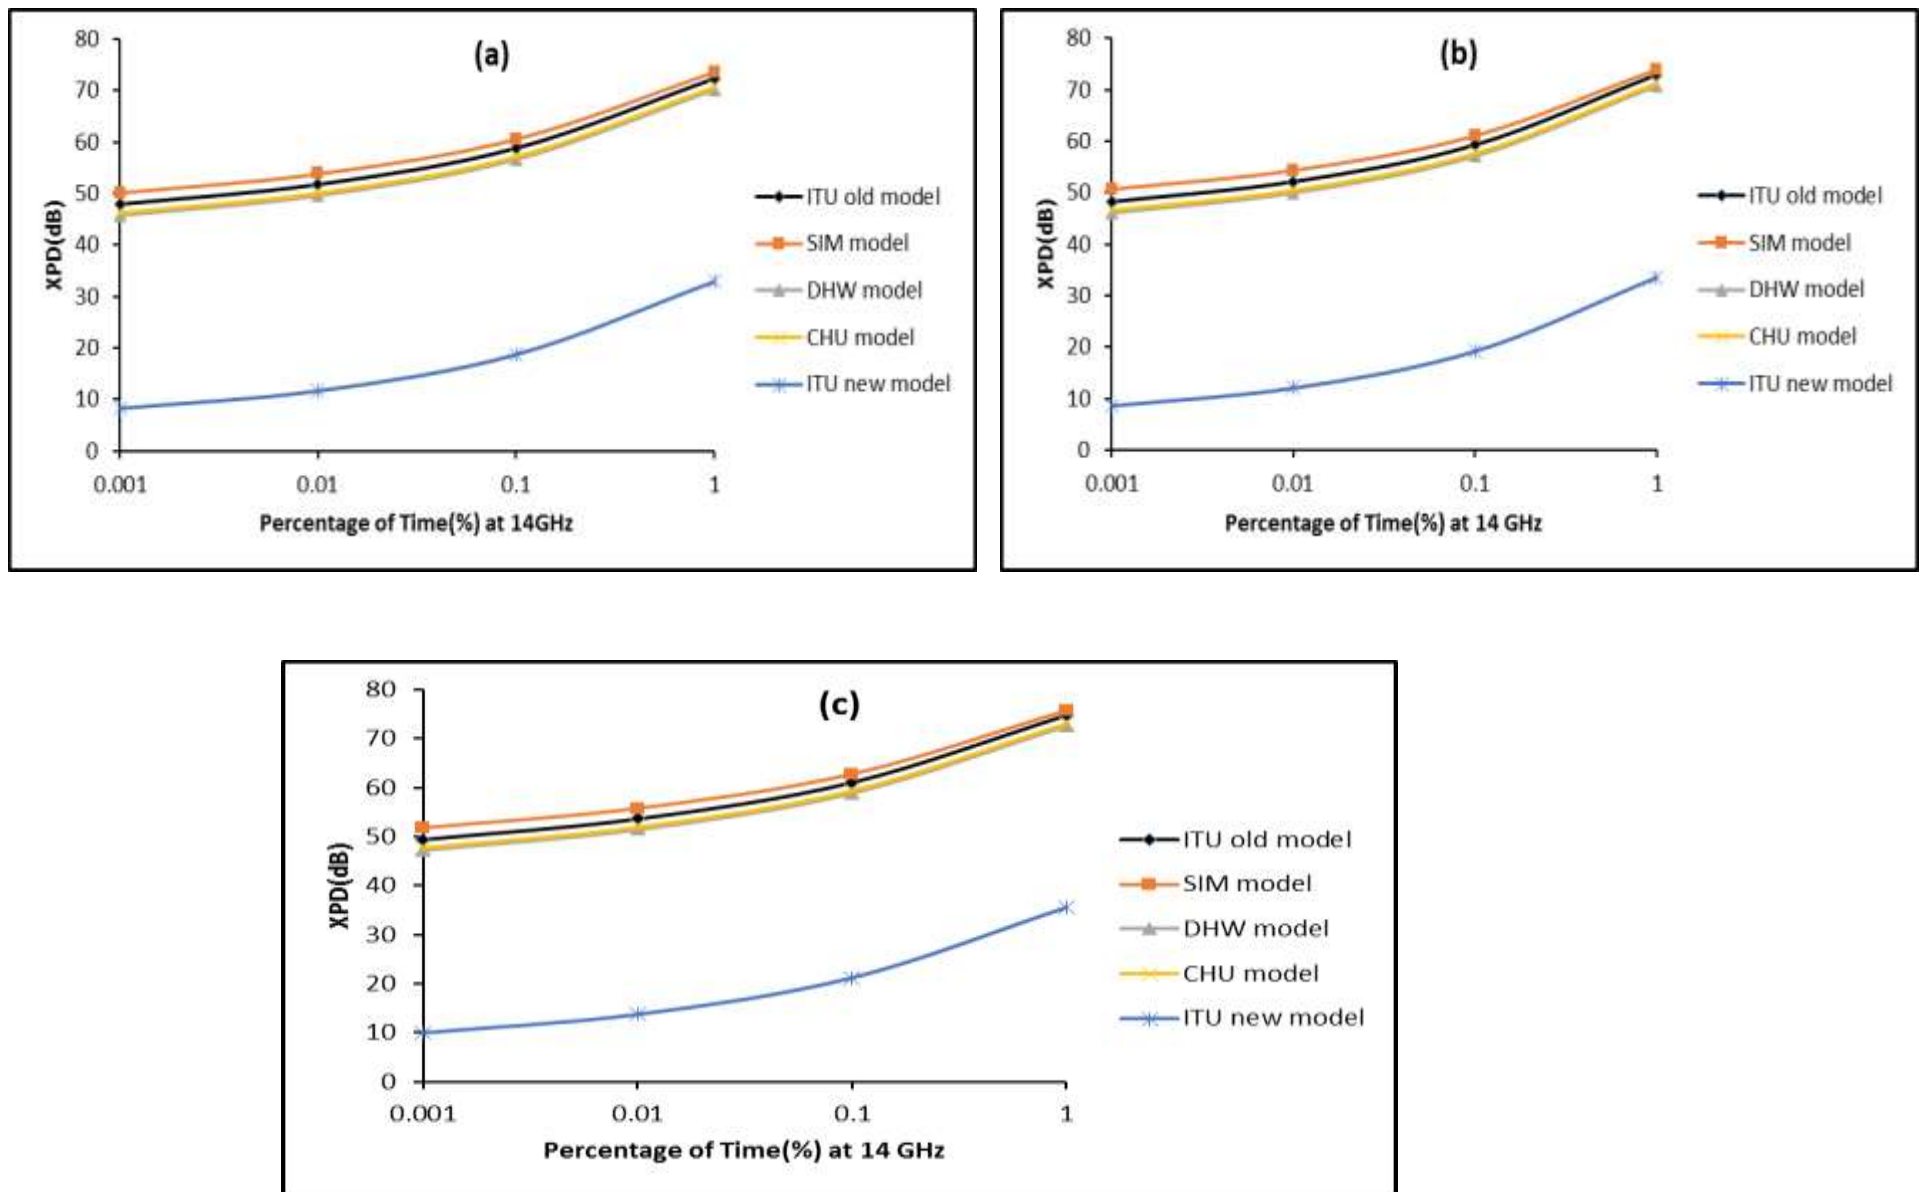 (a)
80
70
60
50
40
30
20
10
0
XPD(dB)
0.001 0.01 0.1 1
Percentage of Time(%) at 14GHz
ITU old model
SIM model
DHW model
CHU model
ITU new model
(b)
80
70
60
50
40
30
20
10
0
XPD(dB)
0.001 0.01 0.1 1
Percentage of Time(%) at 14 GHz
ITU old model
SIM model
DHW model
CHU model
ITU new model
(c)
80
70
60
50
40
30
20
10
0
XPD(dB)
0.001 0.01 0.1 1
Percentage of Time(%) at 14 GHz
ITU old model
SIM model
DHW model
CHU model
ITU new model